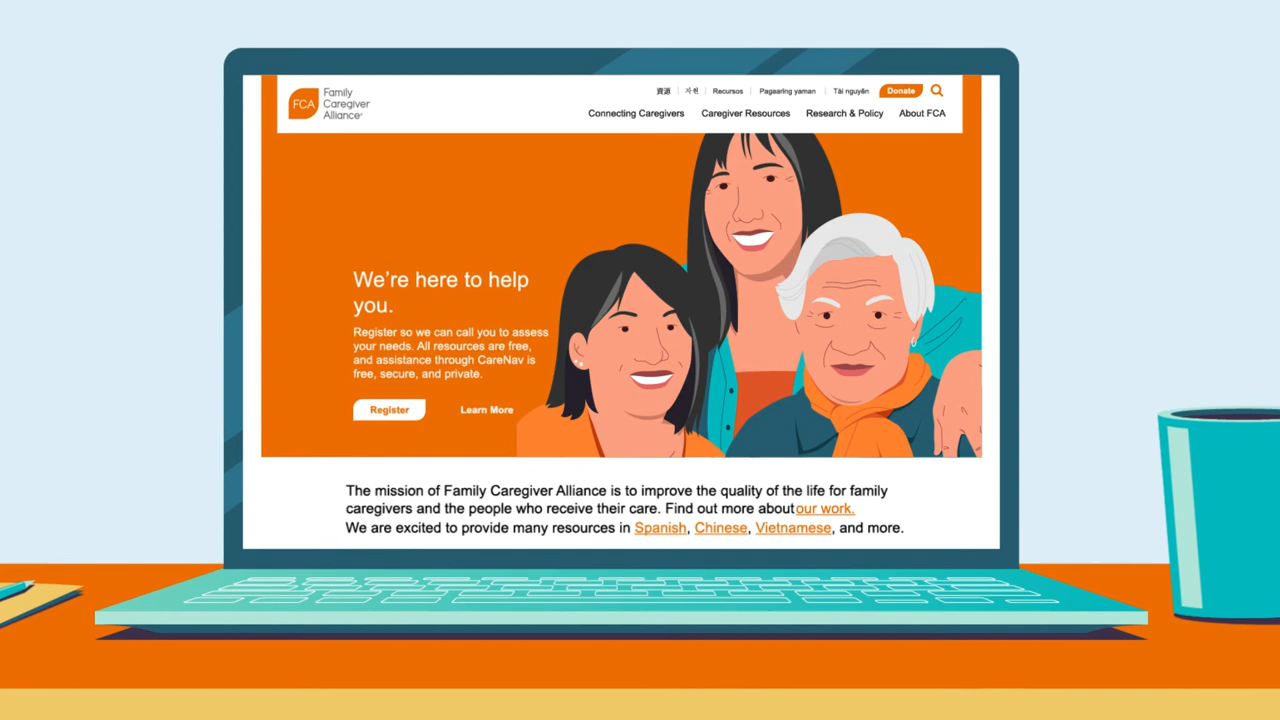 FCA
Family
Caregiver
Alliance®
資源 자원 Recursos Pagaaring yaman Tài nguyên Donate
Connecting Caregivers Caregiver Resources Research & Policy About FCA
We're here to help
you.
Register so we can call you to assess
your needs. All resources are free,
and assistance through CareNav is
free, secure, and private.
Register Learn More
The mission of Family Caregiver Alliance is to improve the quality of the life for family
caregivers and the people who receive their care. Find out more about our work.
We are excited to provide many resources in Spanish, Chinese, Vietnamese, and more.